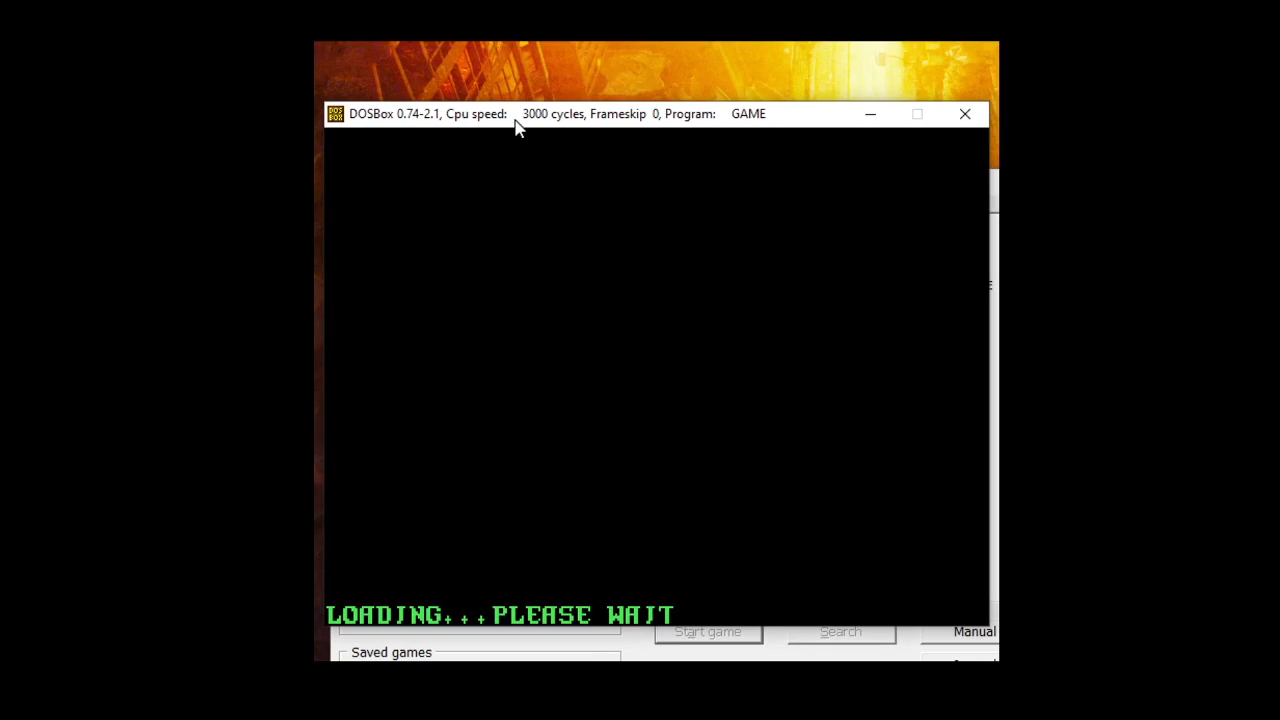 DOSBox 0.74-2.1, Cpu speed: 3000 cycles, Frameskip 0, Program: GAME
LOADING...PLEASE WAIT
Start game
Search
Manual
Saved games